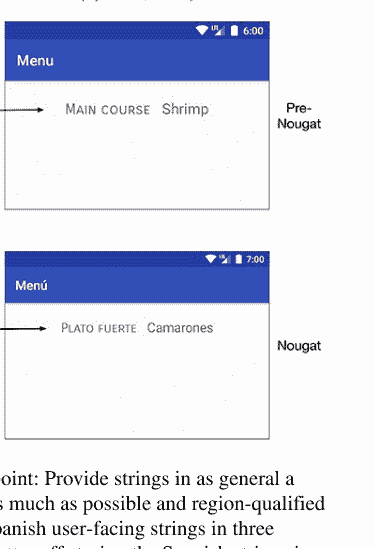 6:00
Menu
MAIN COURSE Shrimp
Pre-
Nougat
7:00
Menú
PLATO FUERTE Camarones
Nougat
oint: Provide strings in as general a
s much as possible and region-qualified
panish user-facing strings in three